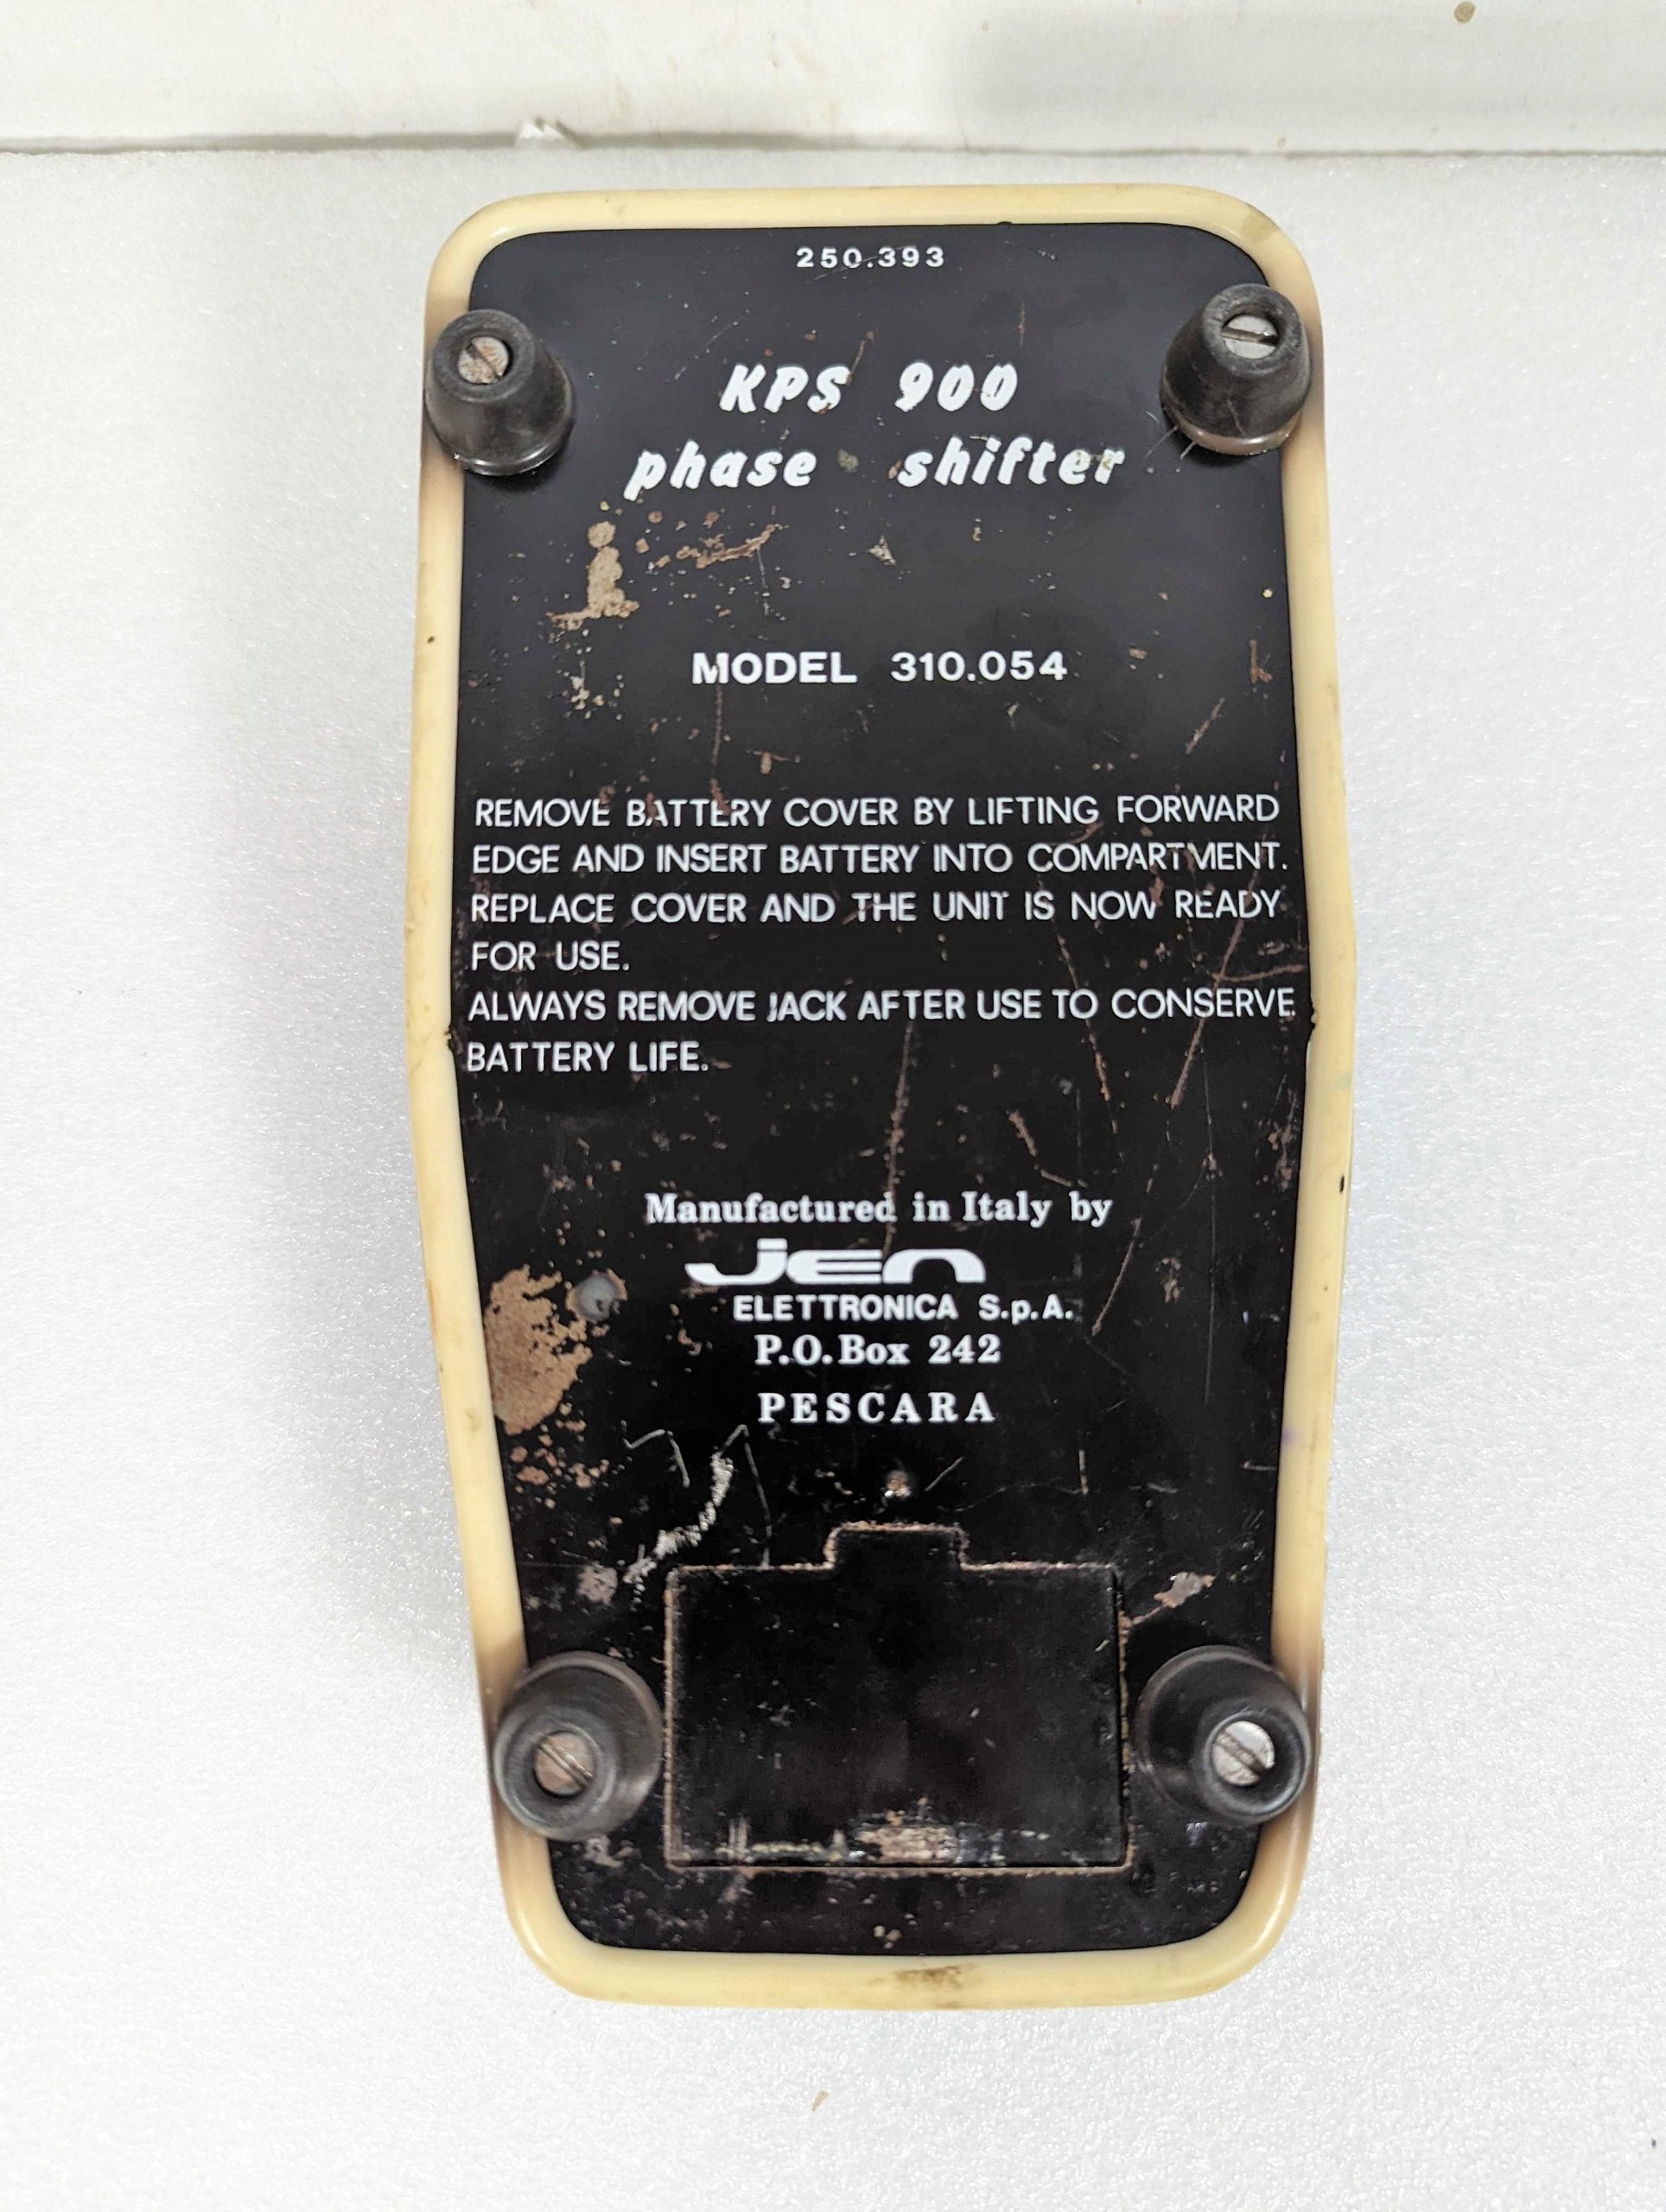 250.393
KPS 900
phase shifter
MODEL 310.054
REMOVE BATTERY COVER BY LIFTING FORWARD
EDGE AND INSERT BATTERY INTO COMPARTMENT.
REPLACE COVER AND THE UNIT IS NOW READY
FOR USE.
ALWAYS REMOVE JACK AFTER USE TO CONSERVE
BATTERY LIFE.
Manufactured in Italy by
Jen
ELETTRONICA S.p.A.
P.O.Box 242
PESCARA